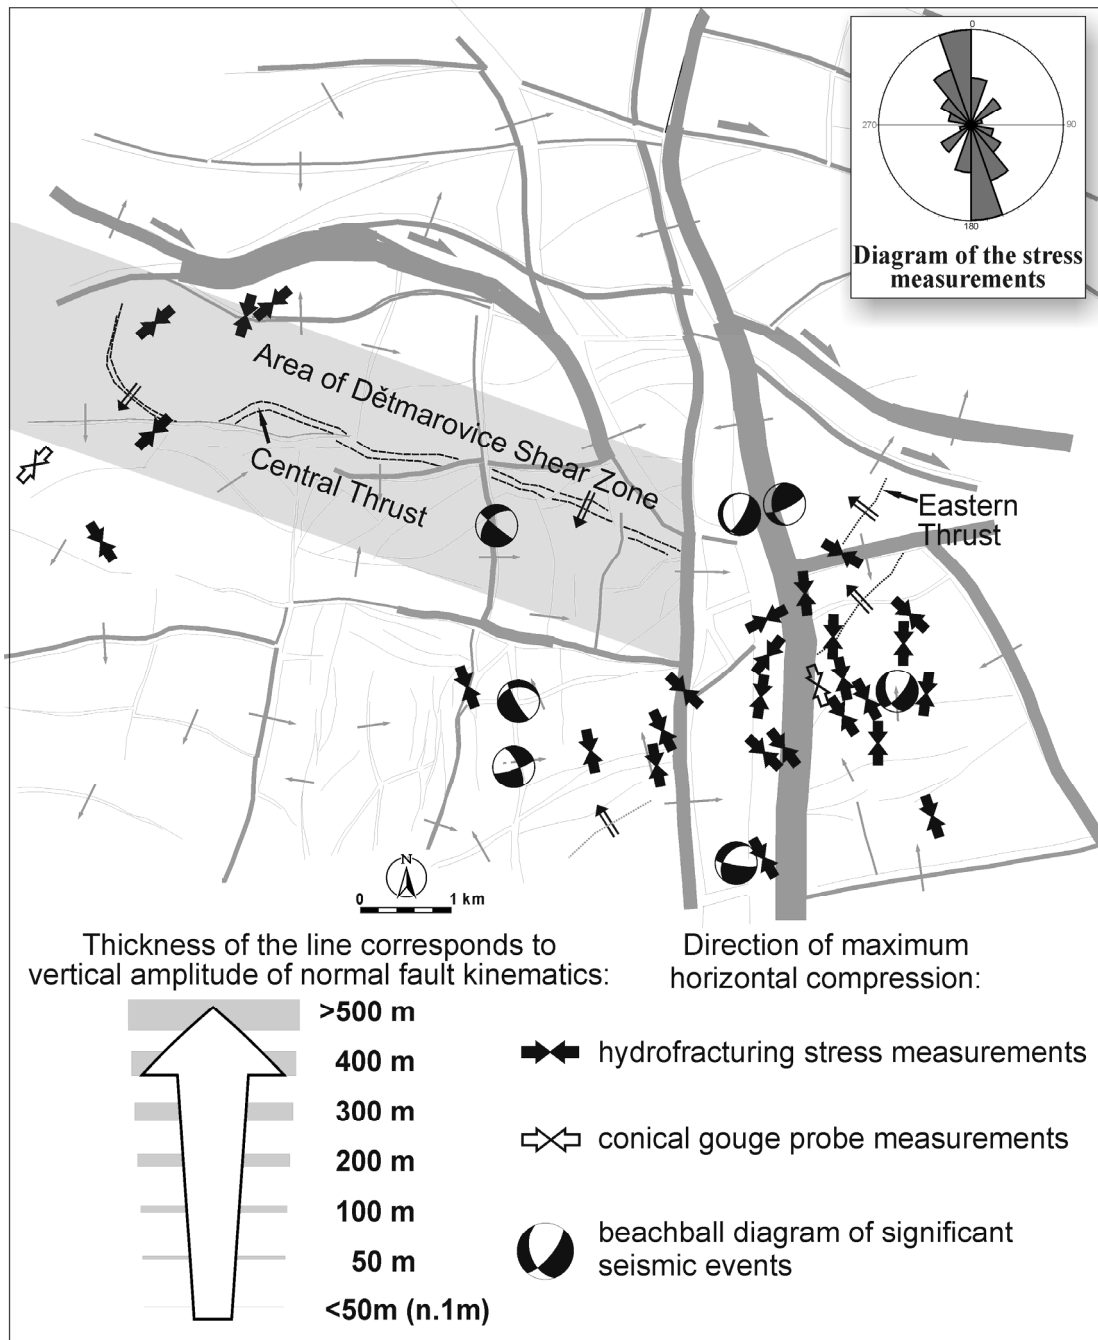 0
270
90
180
Diagram of the stress
measurements
Area of Dětmarovice Shear Zone
Central Thrust
Eastern
Thrust
N
0
1 km
Thickness of the line corresponds to
vertical amplitude of normal fault kinematics:
>500 m
400 m
300 m
200 m
100 m
50 m
<50m (n.1m)
Direction of maximum
horizontal compression:
hydrofracturing stress measurements
conical gouge probe measurements
beachball diagram of significant
seismic events